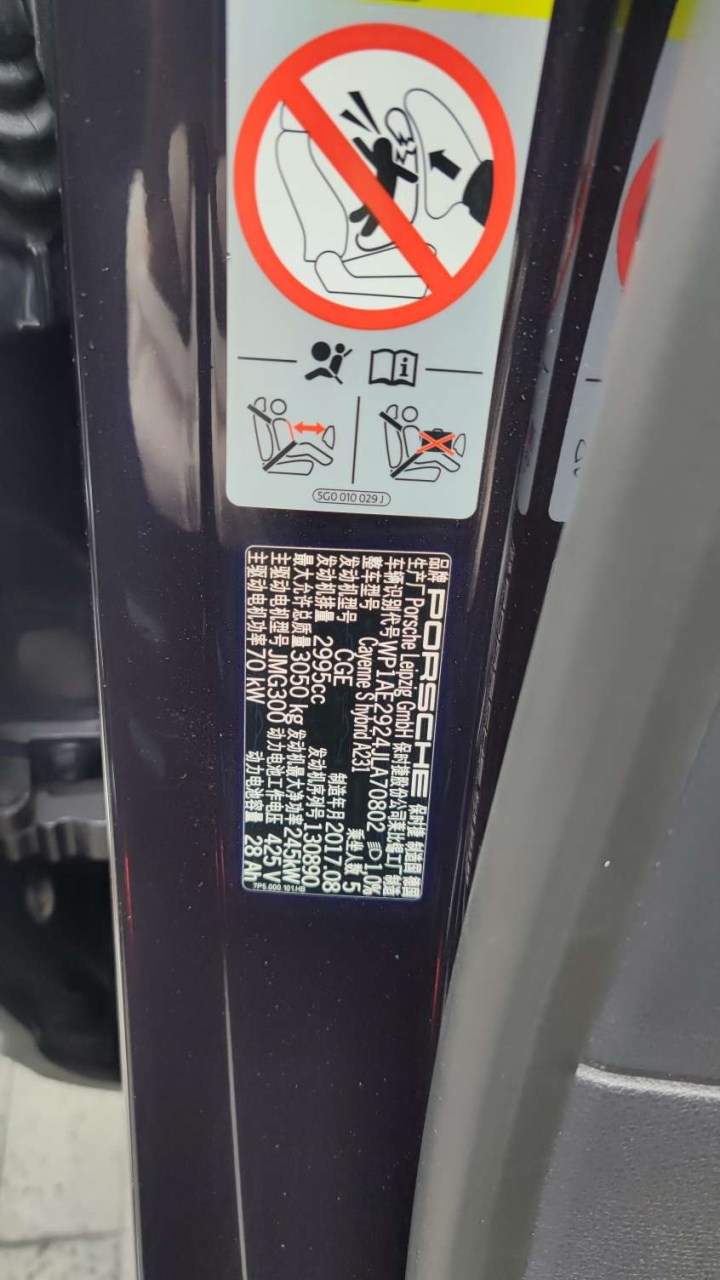 5G0 010 029 J
品牌 PORSCHE 保时捷 制造国 德国
生产厂 Porsche Leipzig GmbH 保时捷股份公司莱比锡工厂 制造
车辆识别代号 WP1AE2924JLA70802 1.0%
整车型号 Cayenne S hybrid A231 乘坐人数 5
发动机型号 CGE 制造年月 2017.08
发动机排量 2995cc 发动机序列号 130890
最大允许总质量 3050 kg 发动机最大净功率 245kW
主驱动电机型号 JMG300 动力电池工作电压 425 V
主驱动电机功率 70 kW 动力电池容量 28 Ah
7P5.000.101.HB